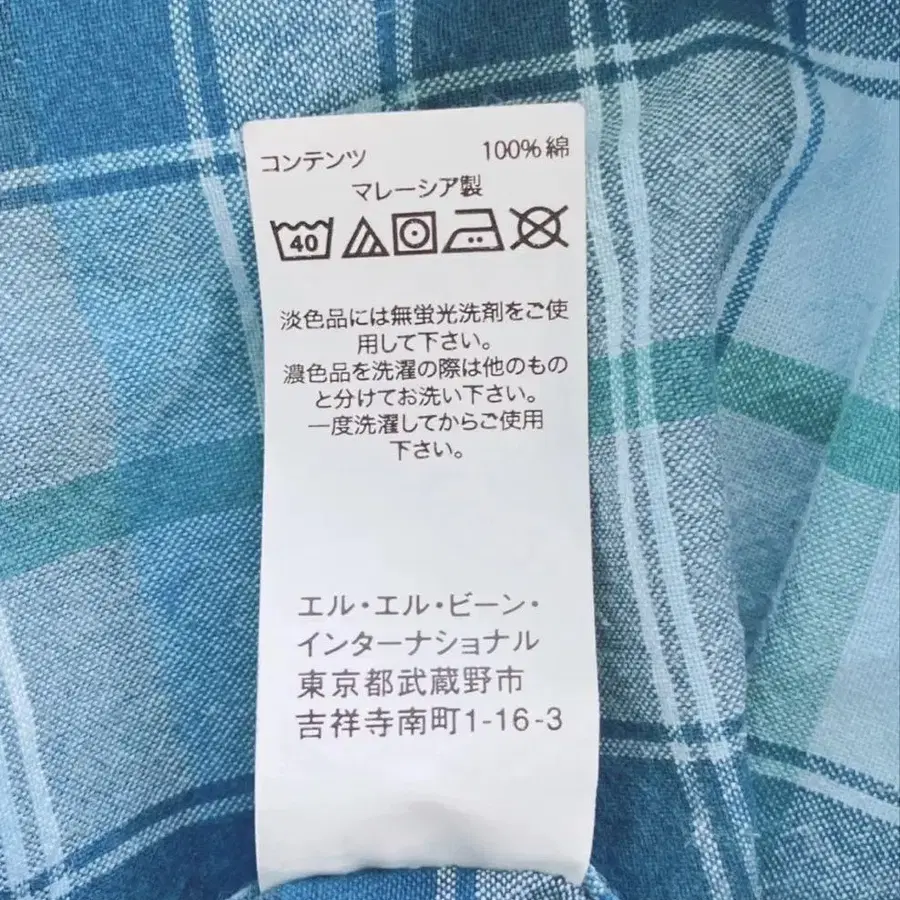 コンテンツ 100% 綿
マレーシア製
40
淡色品には無蛍光洗剤をご使
用して下さい。
濃色品を洗濯の際は他のもの
と分けてお洗い下さい。
一度洗濯してからご使用
下さい。
エル・エル・ビーン・
インターナショナル
東京都武蔵野市
吉祥寺南町1-16-3